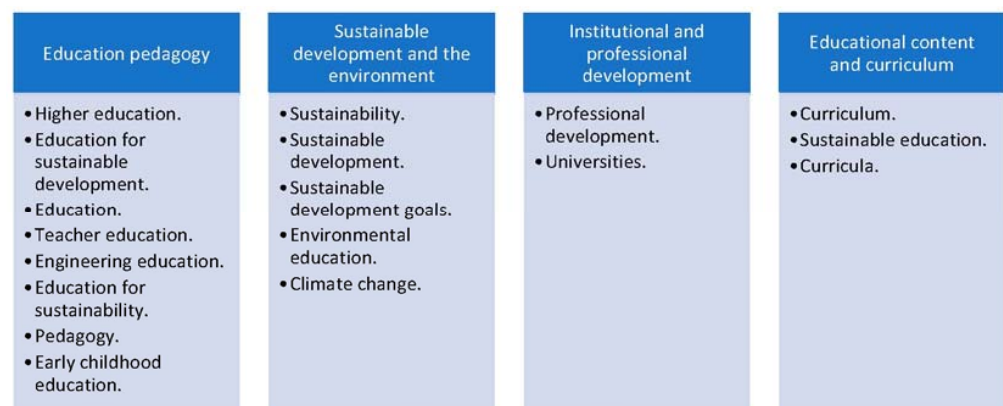 Education pedagogy
•Higher education.
•Education for
sustainable
development.
•Education.
•Teacher education.
•Engineering education.
•Education for
sustainability.
•Pedagogy.
•Early childhood
education.
Sustainable
development and the
environment
•Sustainability.
•Sustainable
development.
•Sustainable
development goals.
•Environmental
education.
•Climate change.
Institutional and
professional
development
•Professional
development.
•Universities.
Educational content
and curriculum
•Curriculum.
•Sustainable education.
•Curricula.